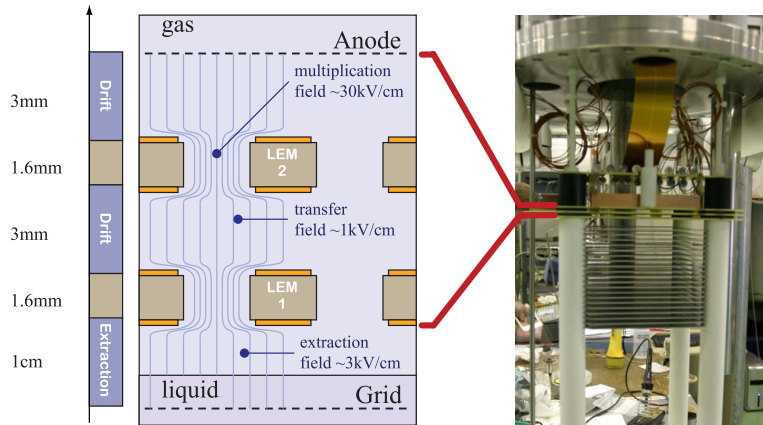 gas
Anode
multiplication
field ~30kV/cm
3mm
Drift
1.6mm
LEM
2
3mm
Drift
transfer
field ~1kV/cm
1.6mm
LEM
1
1cm
Extraction
extraction
field ~3kV/cm
liquid
Grid